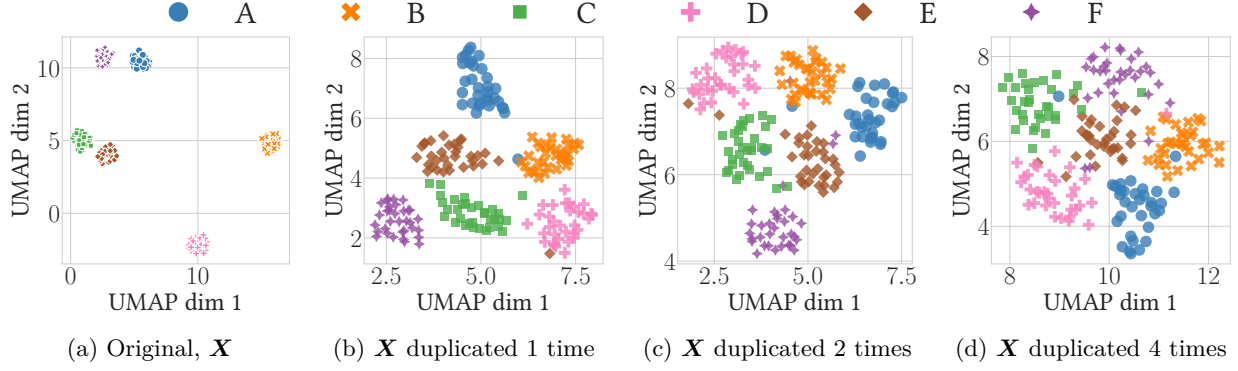 A B C D E F
10
5
0
0 10
UMAP dim 2
UMAP dim 1
(a) Original, X
8
6
4
2
2.5 5.0 7.5
UMAP dim 2
UMAP dim 1
(b) X duplicated 1 time
8
6
4
2.5 5.0 7.5
UMAP dim 2
UMAP dim 1
(c) X duplicated 2 times
8
6
4
8 10 12
UMAP dim 2
UMAP dim 1
(d) X duplicated 4 times